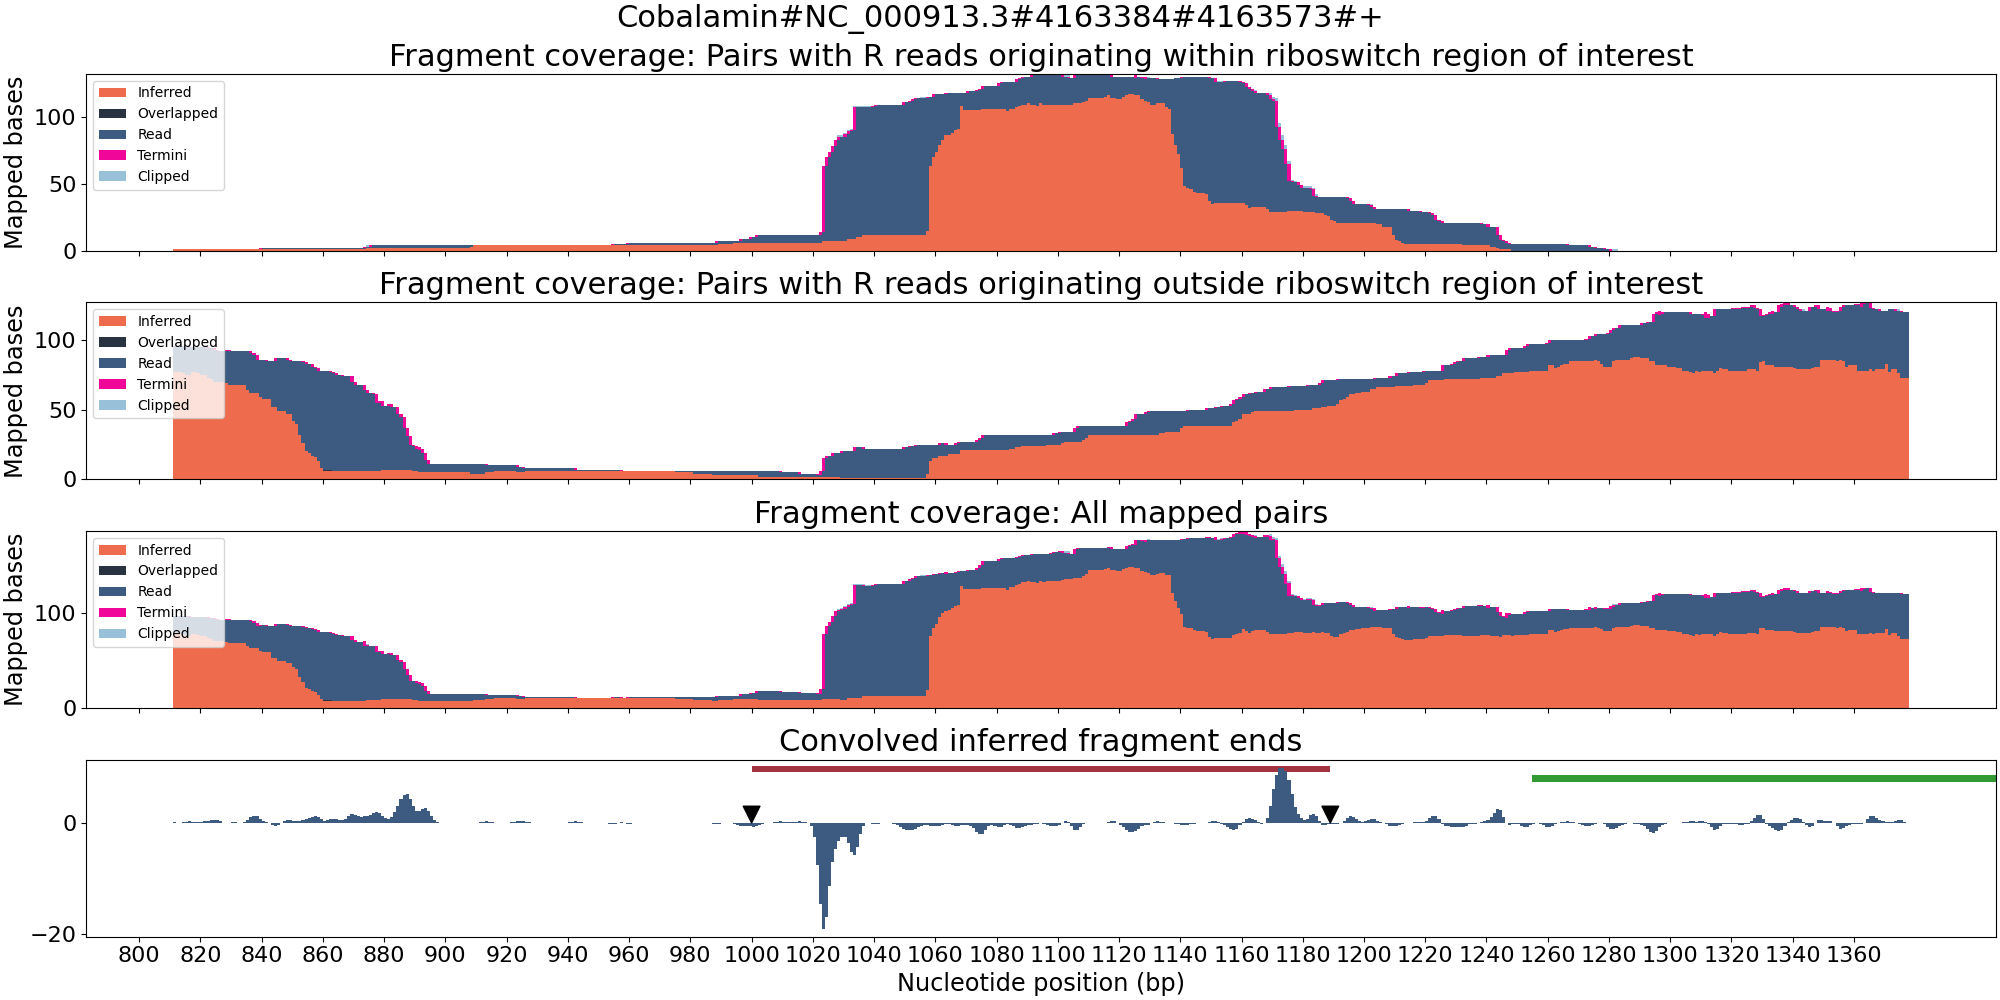 Cobalamin#NC_000913.3#4163384#4163573#+
Fragment coverage: Pairs with R reads originating within riboswitch region of interest
Mapped bases
100
50
0
Inferred
Overlapped
Read
Termini
Clipped
Fragment coverage: Pairs with R reads originating outside riboswitch region of interest
Mapped bases
100
50
0
Inferred
Overlapped
Read
Termini
Clipped
Fragment coverage: All mapped pairs
Mapped bases
100
0
Inferred
Overlapped
Read
Termini
Clipped
Convolved inferred fragment ends
0
−20
800 820 840 860 880 900 920 940 960 980 1000 1020 1040 1060 1080 1100 1120 1140 1160 1180 1200 1220 1240 1260 1280 1300 1320 1340 1360
Nucleotide position (bp)